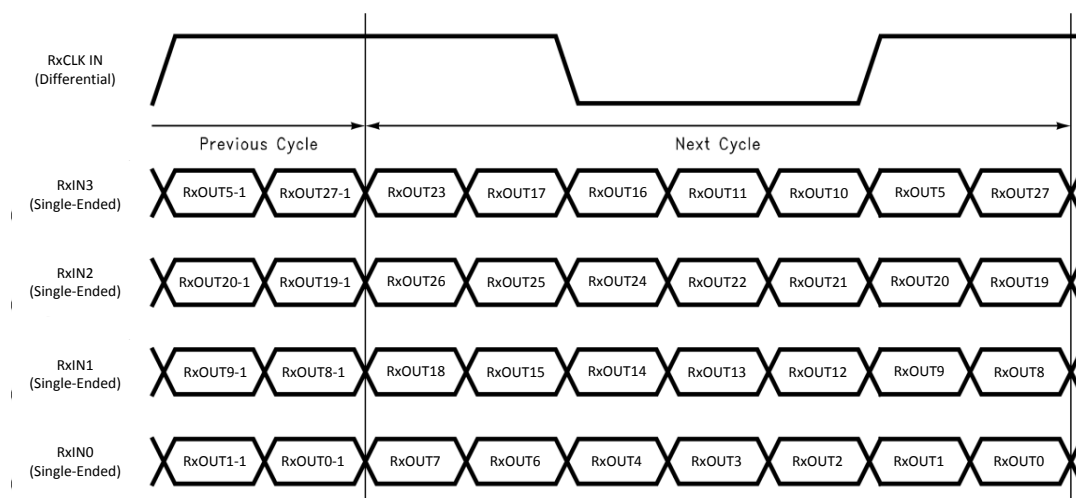 RxCLK IN
(Differential)
Previous Cycle
Next Cycle
RxIN3
(Single-Ended)
RxOUT5-1 RxOUT27-1 RxOUT23 RxOUT17 RxOUT16 RxOUT11 RxOUT10 RxOUT5 RxOUT27
RxIN2
(Single-Ended)
RxOUT20-1 RxOUT19-1 RxOUT26 RxOUT25 RxOUT24 RxOUT22 RxOUT21 RxOUT20 RxOUT19
RxIN1
(Single-Ended)
RxOUT9-1 RxOUT8-1 RxOUT18 RxOUT15 RxOUT14 RxOUT13 RxOUT12 RxOUT9 RxOUT8
RxIN0
(Single-Ended)
RxOUT1-1 RxOUT0-1 RxOUT7 RxOUT6 RxOUT4 RxOUT3 RxOUT2 RxOUT1 RxOUT0